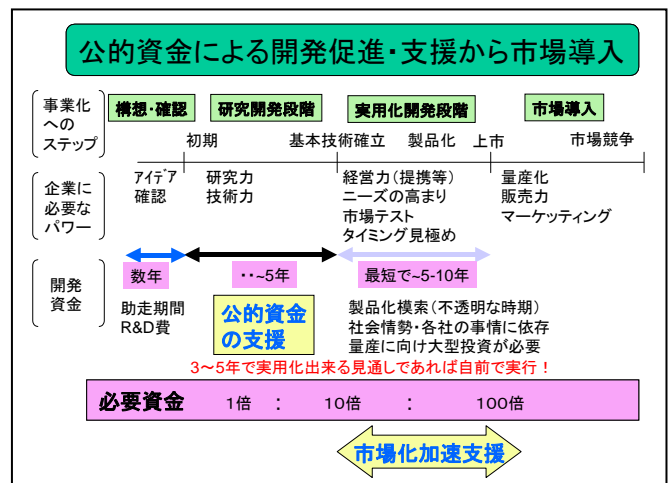 公的資金による開発促進・支援から市場導入
事業化
への
ステップ
構想・確認
研究開発段階
実用化開発段階
市場導入
初期
基本技術確立
製品化
上市
市場競争
企業に
必要な
パワー
アイデア
確認
研究力
技術力
経営力(提携等)
ニーズの高まり
市場テスト
タイミング見極め
量産化
販売力
マーケッティング
開発
資金
数年
‥~5年
最短で~5-10年
助走期間
R&D費
公的資金
の支援
製品化模索(不透明な時期)
社会情勢・各社の事情に依存
量産に向け大型投資が必要
3~5年で実用化出来る見通しであれば自前で実行!
必要資金 1倍 : 10倍 : 100倍
市場化加速支援